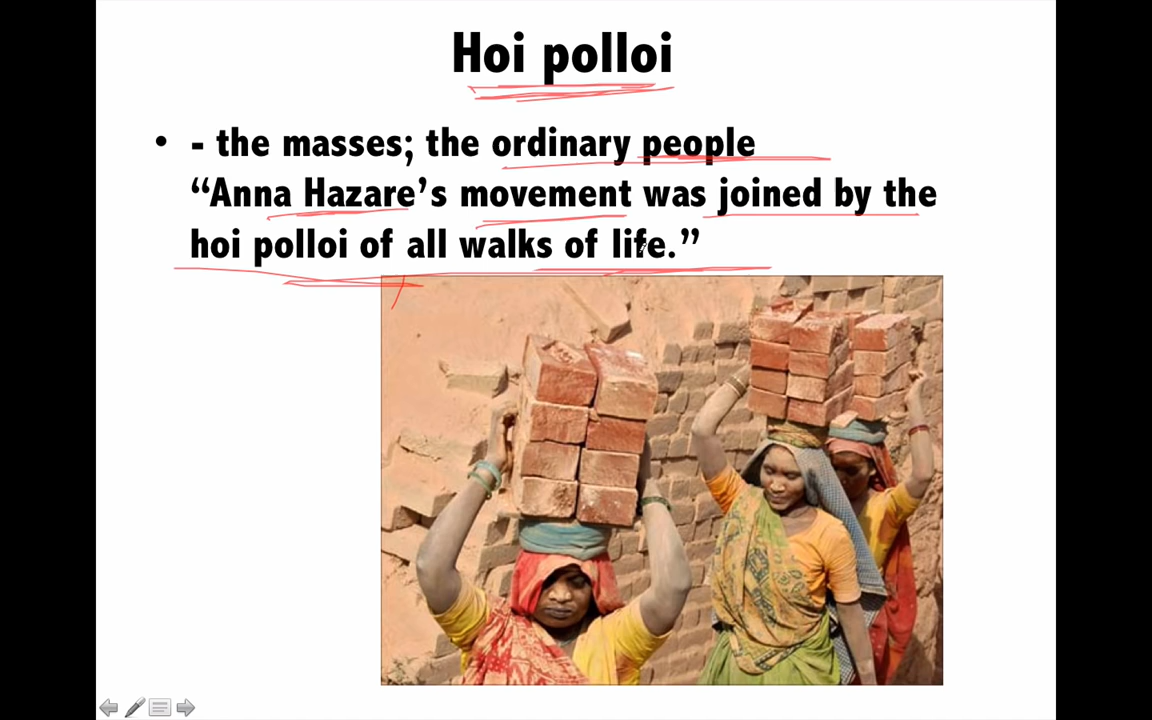 Hoi polloi
• - the masses; the ordinary people
“Anna Hazare’s movement was joined by the
hoi polloi of all walks of life.”